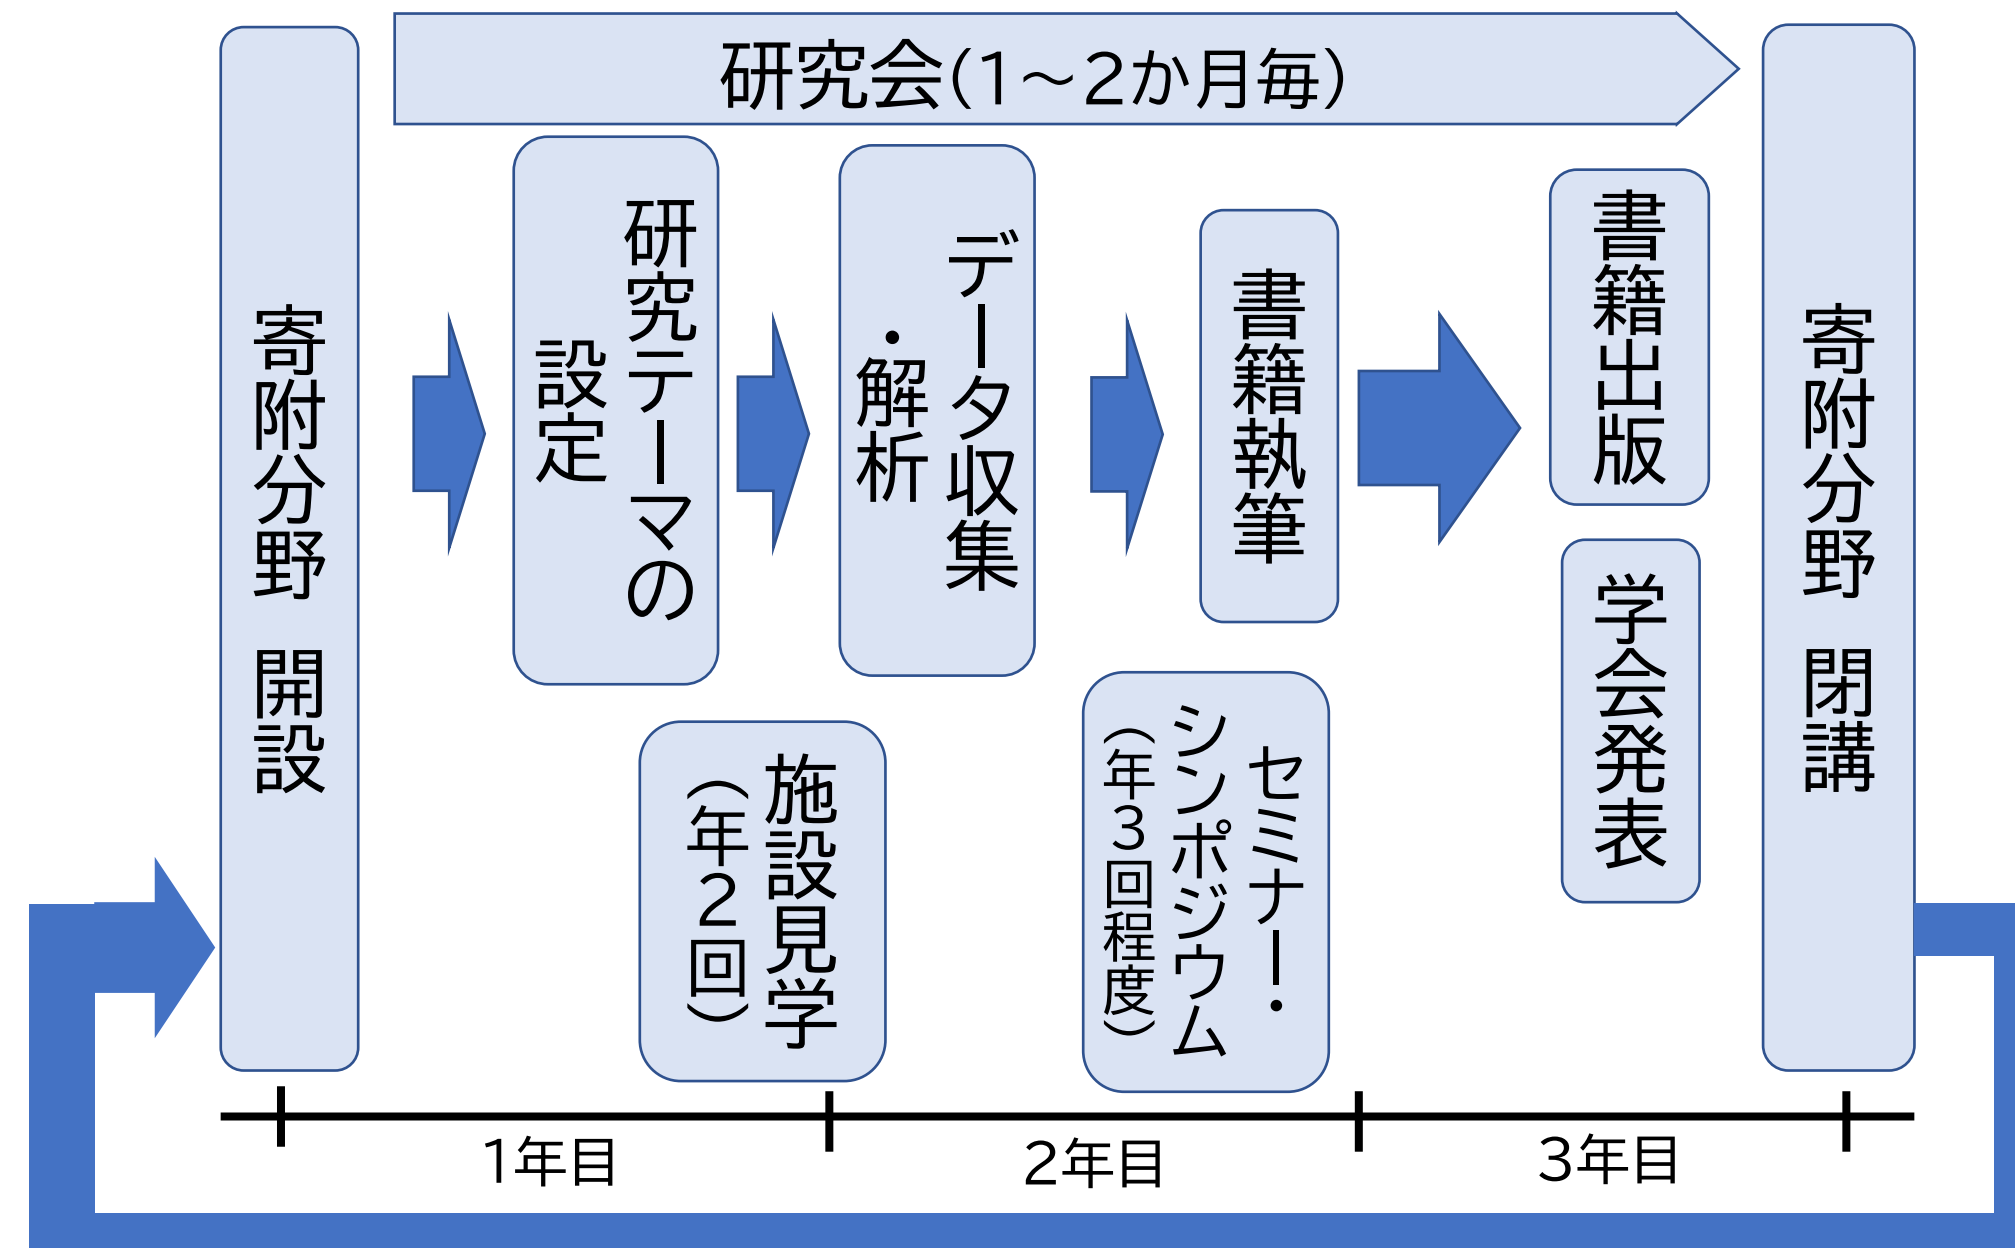 研究会(1～2か月毎)
寄附分野 開設
研究テーマの
設定
データ収集
・解析
書籍執筆
書籍出版
学会発表
寄附分野 閉講
施設見学
（年２回）
セミナー・
シンポジウム
（年３回程度）
1年目
2年目
3年目